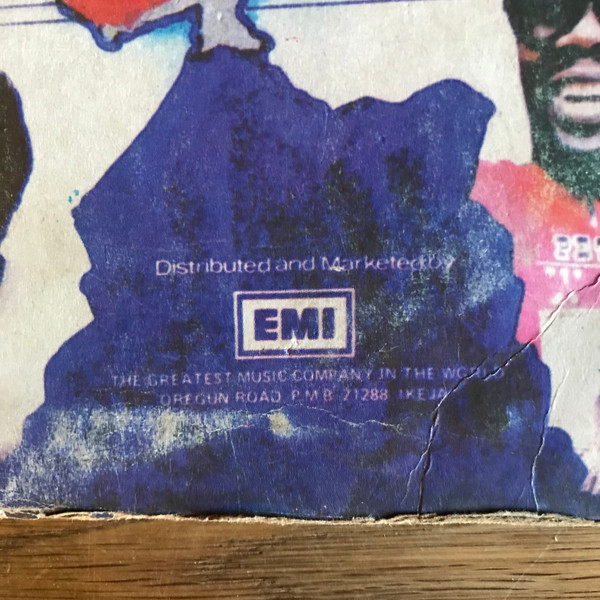 Distributed and Marketed by
EMI
THE GREATEST MUSIC COMPANY IN THE WORLD
OREGUN ROAD, P.M.B. 21288 IKEJA